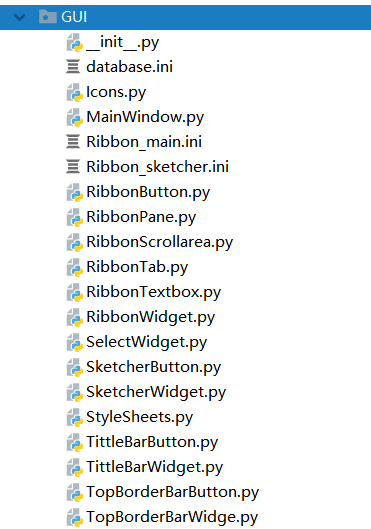 GUI
__init__.py
database.ini
Icons.py
MainWindow.py
Ribbon_main.ini
Ribbon_sketcher.ini
RibbonButton.py
RibbonPane.py
RibbonScrollarea.py
RibbonTab.py
RibbonTextbox.py
RibbonWidget.py
SelectWidget.py
SketcherButton.py
SketcherWidget.py
StyleSheets.py
TittleBarButton.py
TittleBarWidget.py
TopBorderBarButton.py
TopBorderBarWidge.py